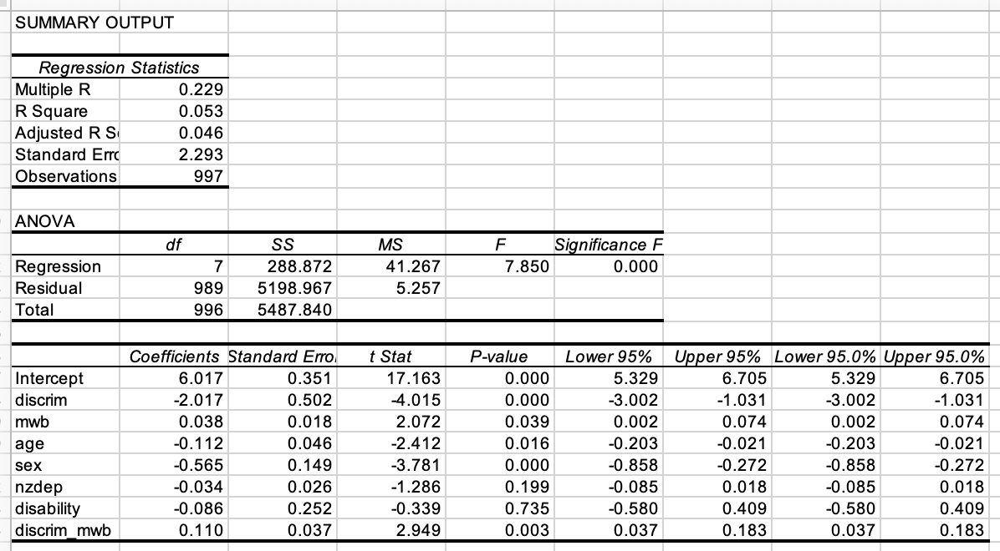 SUMMARY OUTPUT
Regression Statistics
Multiple R 0.229
R Square 0.053
Adjusted R S 0.046
Standard Erro 2.293
Observations 997
ANOVA
df SS MS F Significance F
Regression 7 288.872 41.267 7.850 0.000
Residual 989 5198.967 5.257
Total 996 5487.840
Coefficients Standard Error t Stat P-value Lower 95% Upper 95% Lower 95.0% Upper 95.0%
Intercept 6.017 0.351 17.163 0.000 5.329 6.705 5.329 6.705
discrim -2.017 0.502 -4.015 0.000 -3.002 -1.031 -3.002 -1.031
mwb 0.038 0.018 2.072 0.039 0.002 0.074 0.002 0.074
age -0.112 0.046 -2.412 0.016 -0.203 -0.021 -0.203 -0.021
sex -0.565 0.149 -3.781 0.000 -0.858 -0.272 -0.858 -0.272
nzdep -0.034 0.026 -1.286 0.199 -0.085 0.018 -0.085 0.018
disability -0.086 0.252 -0.339 0.735 -0.580 0.409 -0.580 0.409
discrim_mwb 0.110 0.037 2.949 0.003 0.037 0.183 0.037 0.183